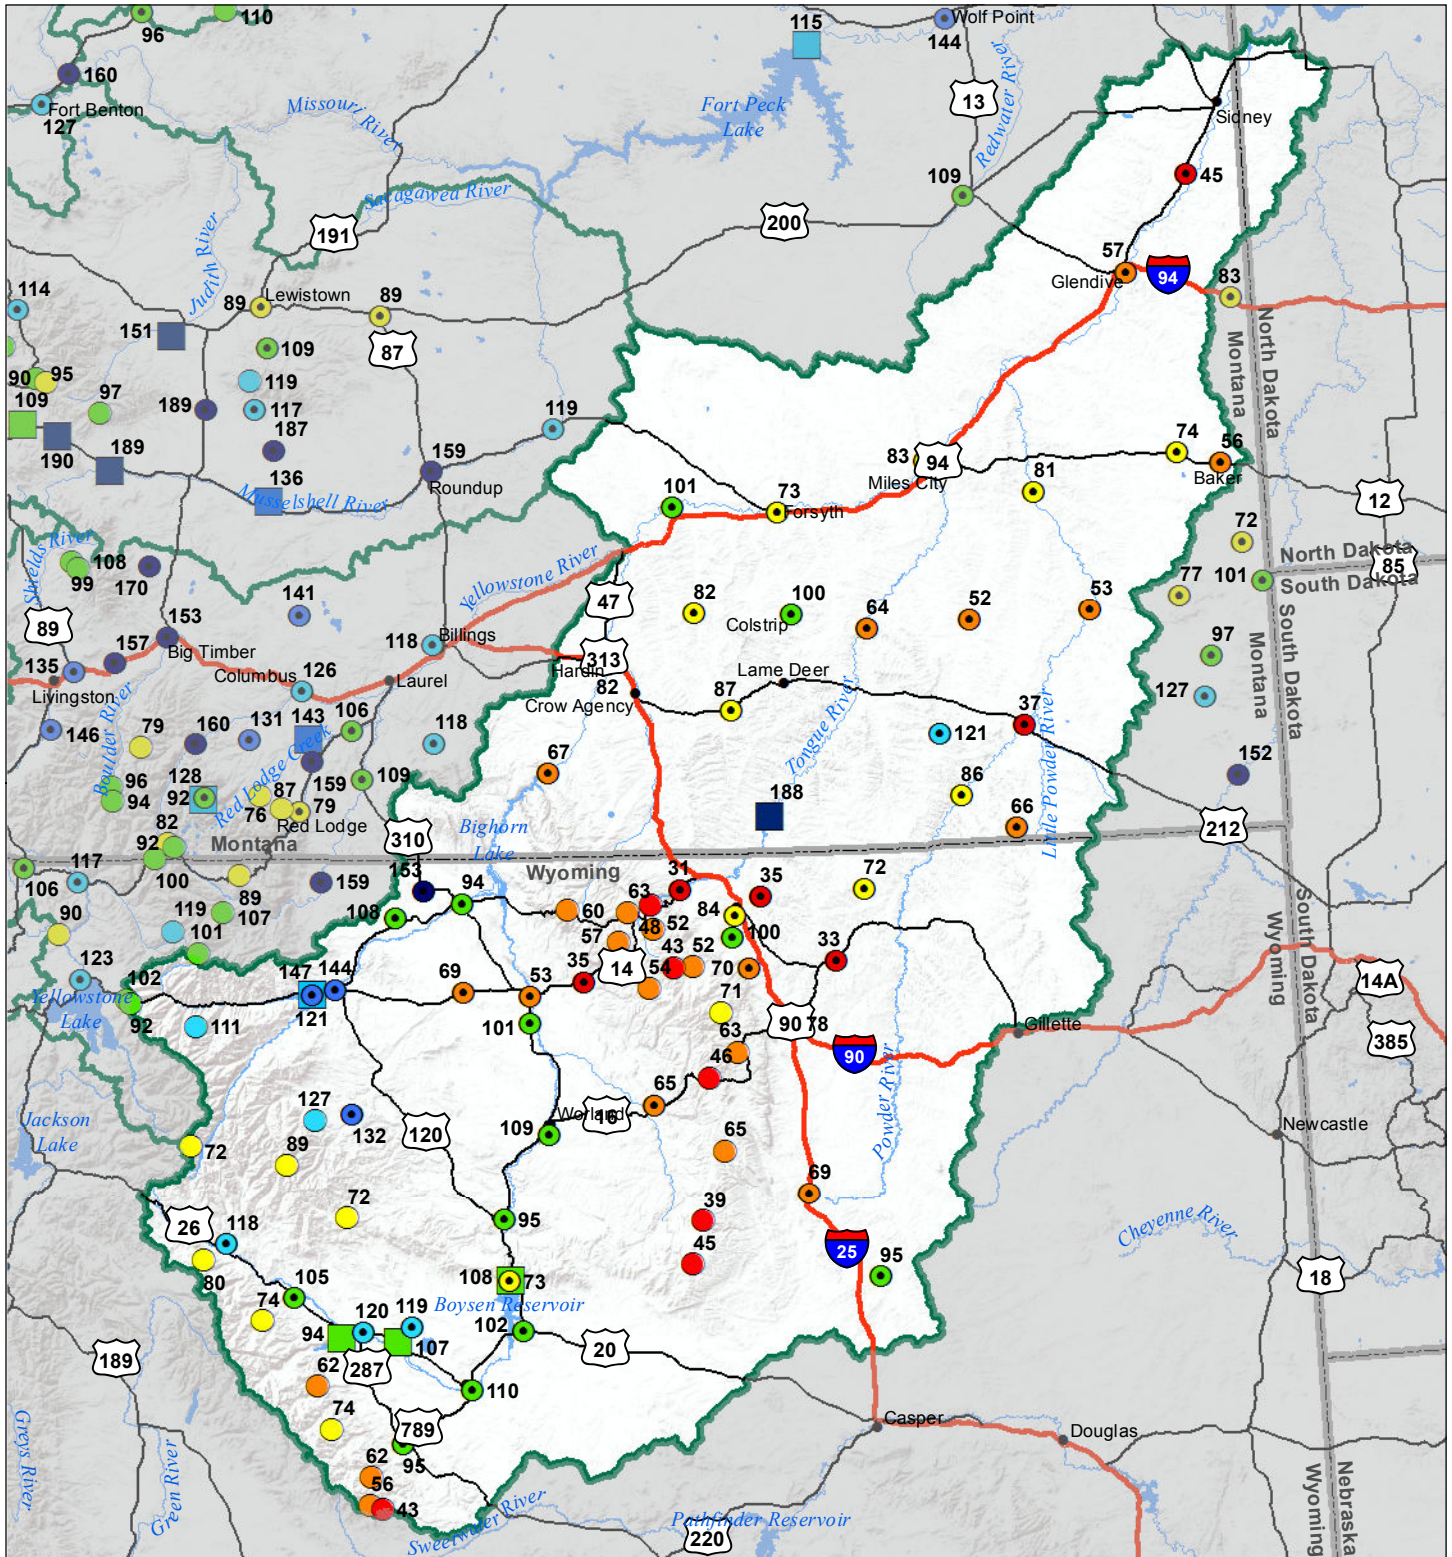 96
110
115
Wolf Point
144
160
Fort Benton
127
Missouri River
Fort Peck
Lake
13
Redwater River
Sidney
109
45
Sacagawea River
191
200
Judith River
57
Glendive
94
83
114
89
Lewistown
89
151
87
109
North Dakota
Montana
90
95
119
109
97
189
117
119
187
190
189
159
Roundup
136
Musselshell River
83
94
Miles City
74
56
Baker
81
12
101
73
Forsyth
72
North Dakota
85
South Dakota
101
Shields River
108
99
170
141
Yellowstone River
47
82
100
Colstrip
64
52
53
77
89
153
Big Timber
118
Billings
97
South Dakota
Montana
157
135
Livingston
Columbus
126
Laurel
Hardin
313
82
Crow Agency
Lame Deer
87
127
37
146
79
160
131
143
106
118
121
Boulder River
Red Lodge Creek
159
109
67
Tongue River
152
96
94
128
92
87
76
79
Red Lodge
188
86
66
Little Powder River
212
82
92
Montana
310
Bighorn
Lake
100
117
106
Wyoming
89
159
153
94
31
35
72
South Dakota
Wyoming
90
119
107
101
108
60
63
48
52
57
84
100
123
102
147
144
69
53
35
14
43
52
54
70
33
14A
Yellowstone
Lake
92
121
111
101
71
63
90
78
Gillette
385
46
90
65
Powder River
Jackson
Lake
127
132
120
Worland
16
109
Newcastle
72
89
65
72
69
39
95
Cheyenne River
26
118
80
45
25
95
18
105
108
73
74
Boysen Reservoir
120
119
94
107
102
20
189
287
62
110
74
789
95
Casper
Douglas
62
56
43
Greys River
Green River
Sweetwater River
Pathfinder Reservoir
220
Nebraska
Wyoming